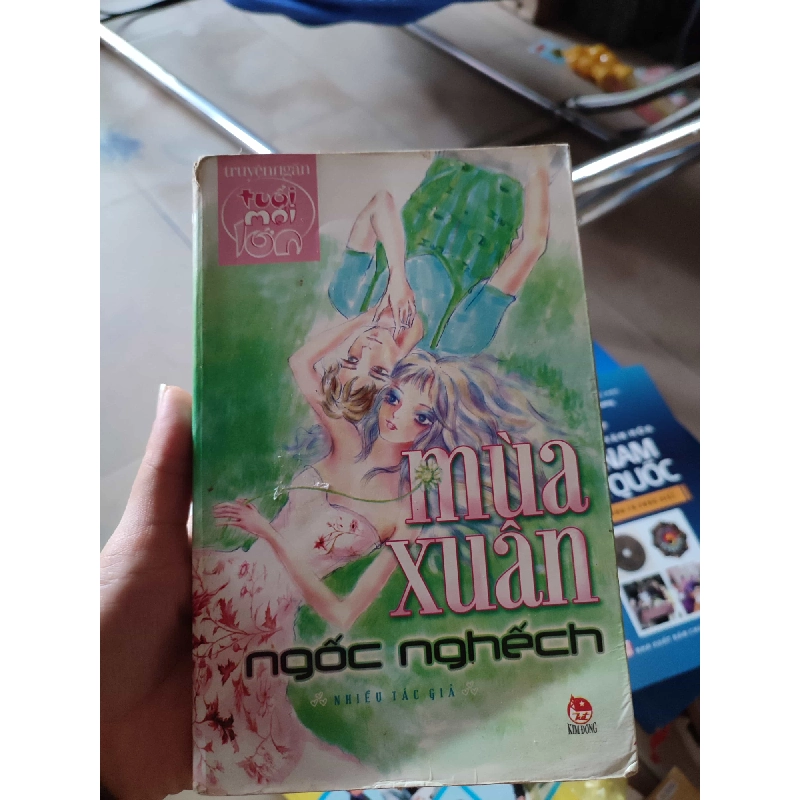 truyện ngắn
tuổi
mới
lớn
mùa
xuân
ngốc nghếch
NHIỀU TÁC GIẢ
KIM ĐỒNG
NAM
QUỐC